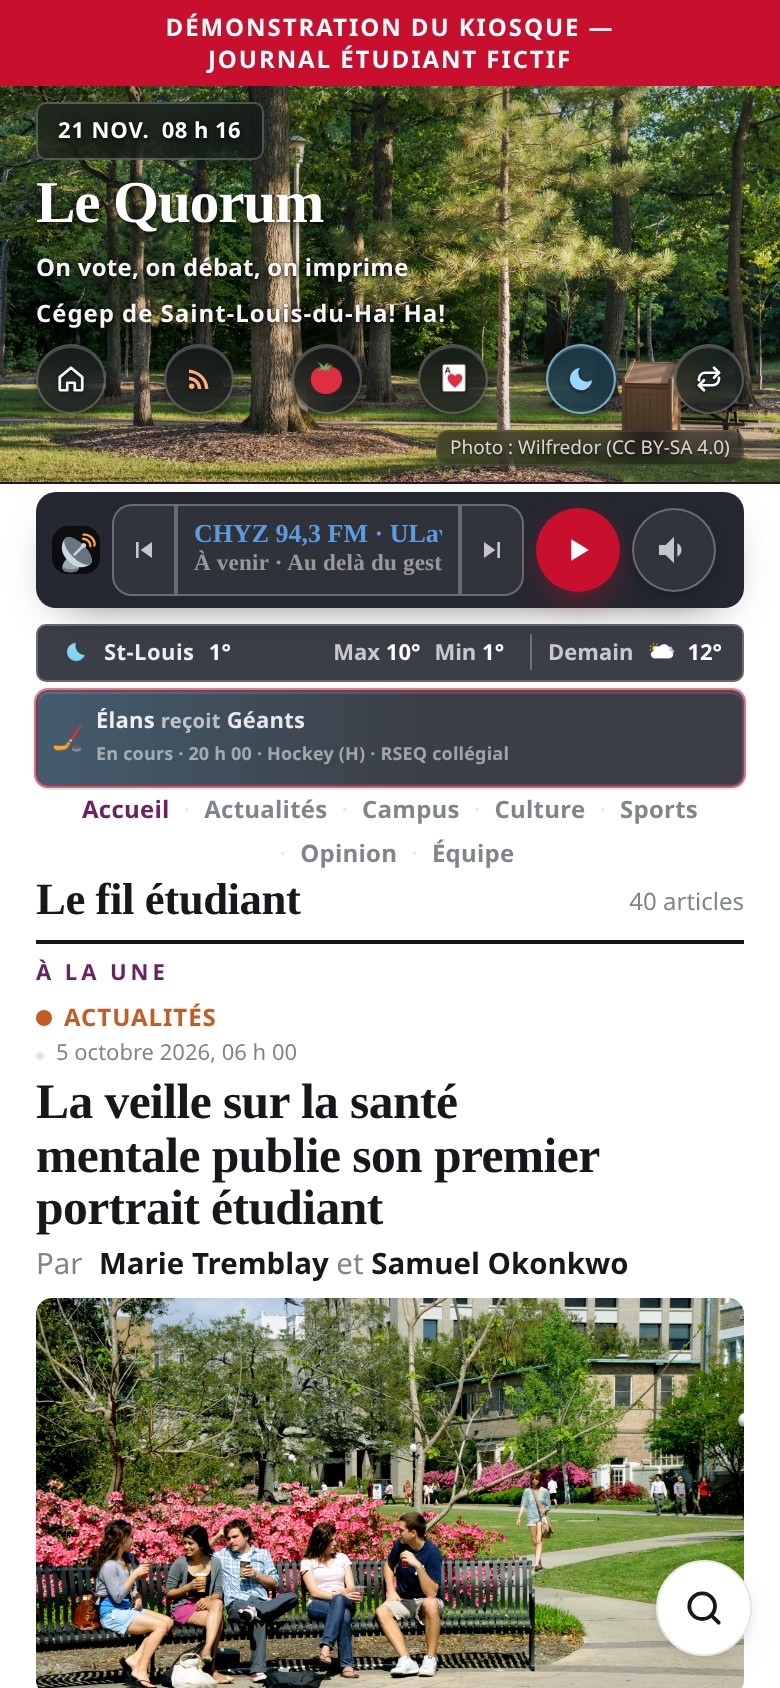 DÉMONSTRATION DU KIOSQUE —
JOURNAL ÉTUDIANT FICTIF
21 NOV. 08 h 16
Le Quorum
On vote, on débat, on imprime
Cégep de Saint-Louis-du-Ha! Ha!
A
Photo : Wilfredor (CC BY-SA 4.0)
CHYZ 94,3 FM · ULav
À venir · Au delà du gest
St-Louis 1° Max 10° Min 1° Demain 12°
Élans reçoit Géants
En cours · 20 h 00 · Hockey (H) · RSEQ collégial
Accueil · Actualités · Campus · Culture · Sports
· Opinion · Équipe
Le fil étudiant 40 articles
À LA UNE
ACTUALITÉS
5 octobre 2026, 06 h 00
La veille sur la santé
mentale publie son premier
portrait étudiant
Par Marie Tremblay et Samuel Okonkwo